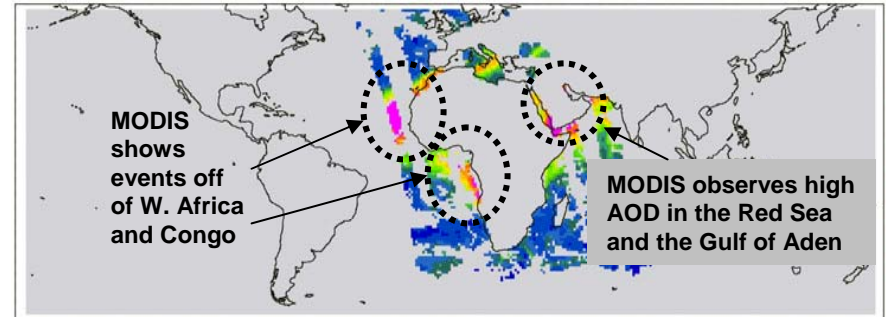 MODIS
shows
events off
of W. Africa
and Congo
MODIS observes high
AOD in the Red Sea
and the Gulf of Aden